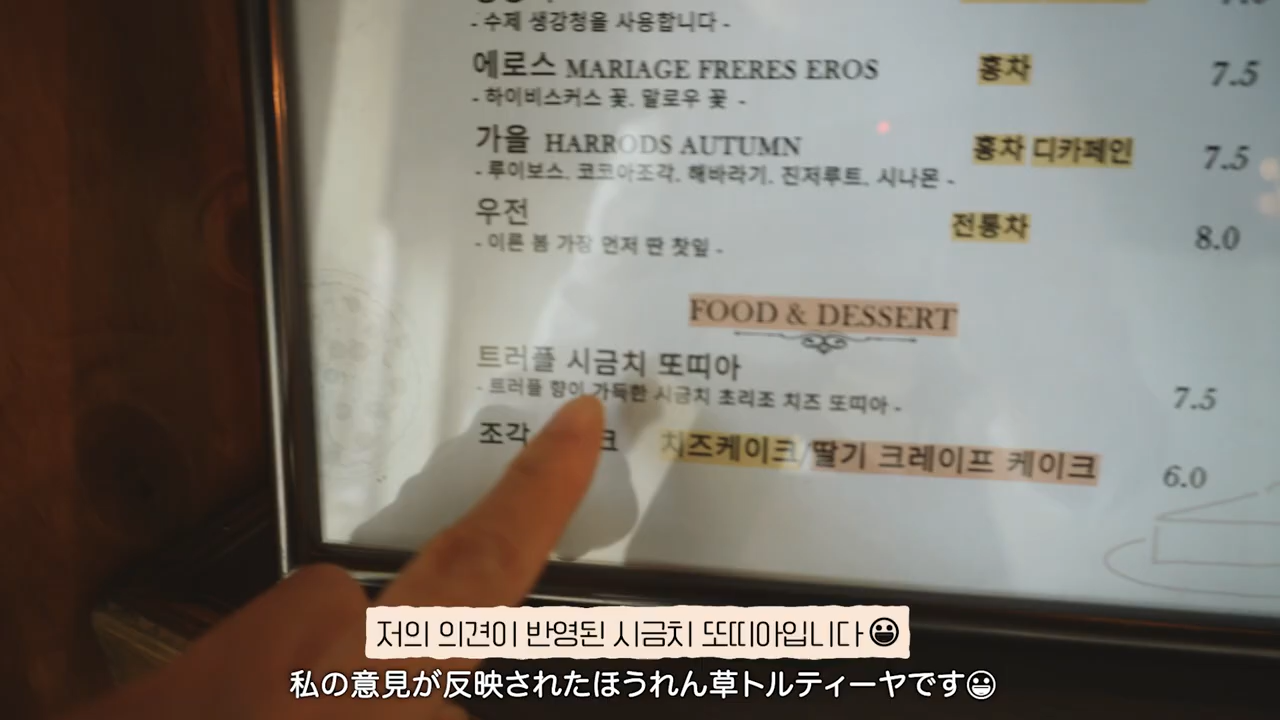 - 수제 생강청을 사용합니다 -
에로스 MARIAGE FRERES EROS 홍차 7.5
- 하이비스커스 꽃. 말로우 꽃 -
가을 HARRODS AUTUMN 홍차 디카페인 7.5
- 루이보스. 코코아조각. 해바라기. 진저루트. 시나몬 -
우전 전통차 8.0
- 이른 봄 가장 먼저 딴 찻잎 -
FOOD & DESSERT
트러플 시금치 또띠아
- 트러플 향이 가득한 시금치 초리조 치즈 또띠아 - 7.5
조각 치즈케이크/딸기 크레이프 케이크 6.0
저의 의견이 반영된 시금치 또띠아입니다😀
私の意見が反映されたほうれん草トルティーヤです😀